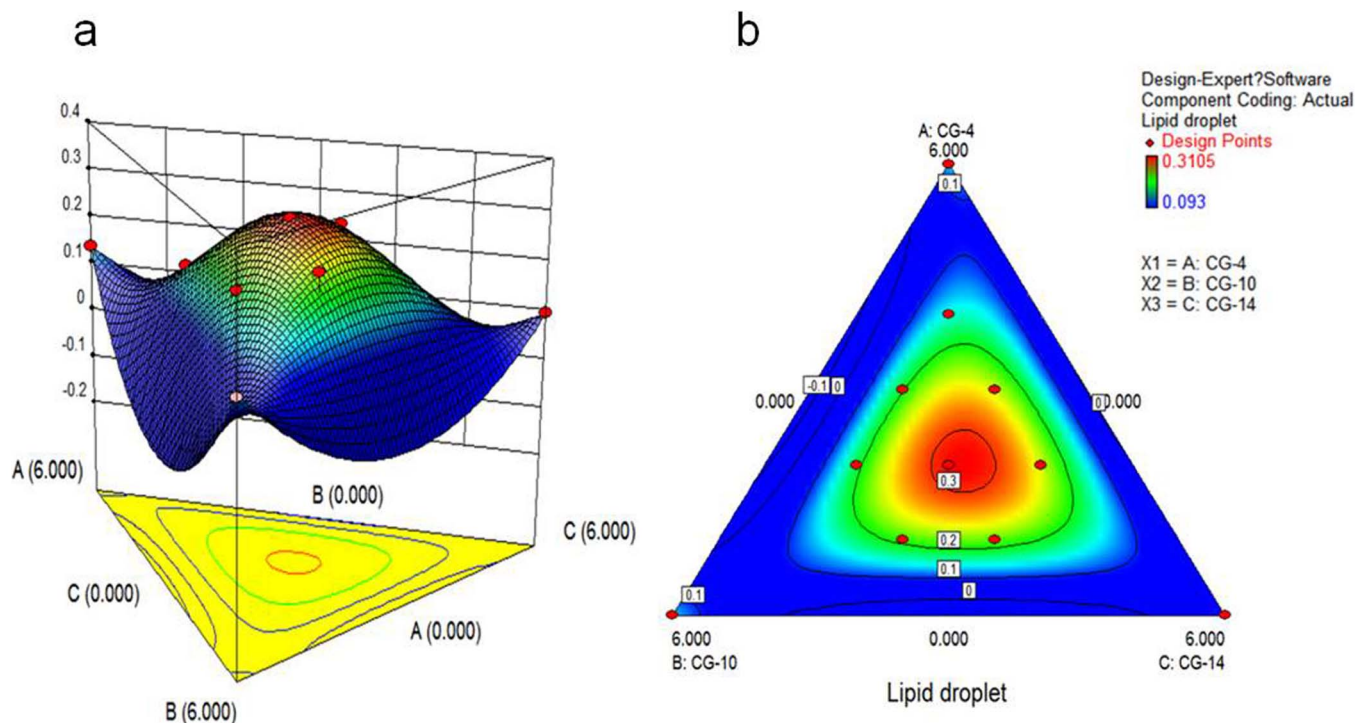 a
0.4
0.3
0.2
0.1
0
-0.1
-0.2
A (6.000)
B (0.000)
C (6.000)
C (0.000)
A (0.000)
B (6.000)
b
Design-Expert?Software
Component Coding: Actual
Lipid droplet
Design Points
0.3105
0.093
X1 = A: CG-4
X2 = B: CG-10
X3 = C: CG-14
A: CG-4
6.000
0.1
0.000
-0.1
0
0
0.000
0.3
0.2
0.1
0
0.1
6.000
0.000
6.000
B: CG-10
C: CG-14
Lipid droplet